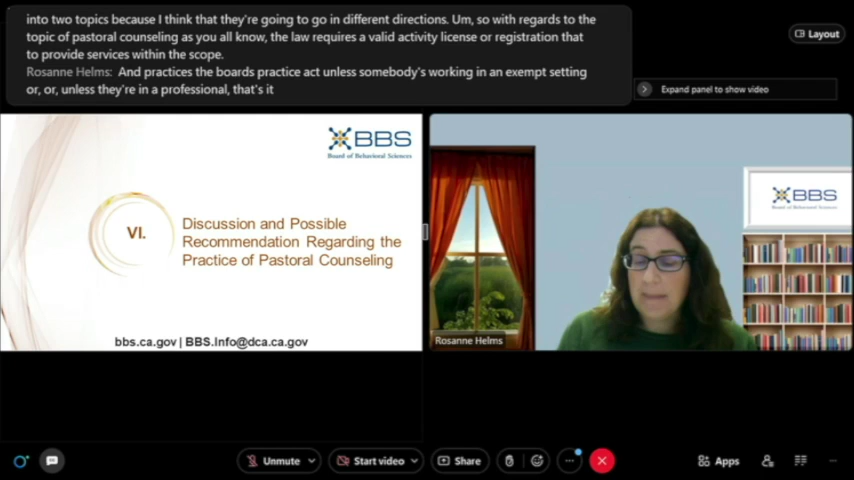 into two topics because I think that they're going to go in different directions. Um, so with regards to the
topic of pastoral counseling as you all know, the law requires a valid activity license or registration that
to provide services within the scope.
Rosanne Helms: And practices the boards practice act unless somebody's working in an exempt setting
or, or, unless they're in a professional, that's it
Layout
Expand panel to show video
BBS
Board of Behavioral Sciences
VI.
Discussion and Possible
Recommendation Regarding the
Practice of Pastoral Counseling
bbs.ca.gov | BBS.Info@dca.ca.gov
BBS
Board of Behavioral Sciences
Rosanne Helms
Unmute
Start video
Share
Apps